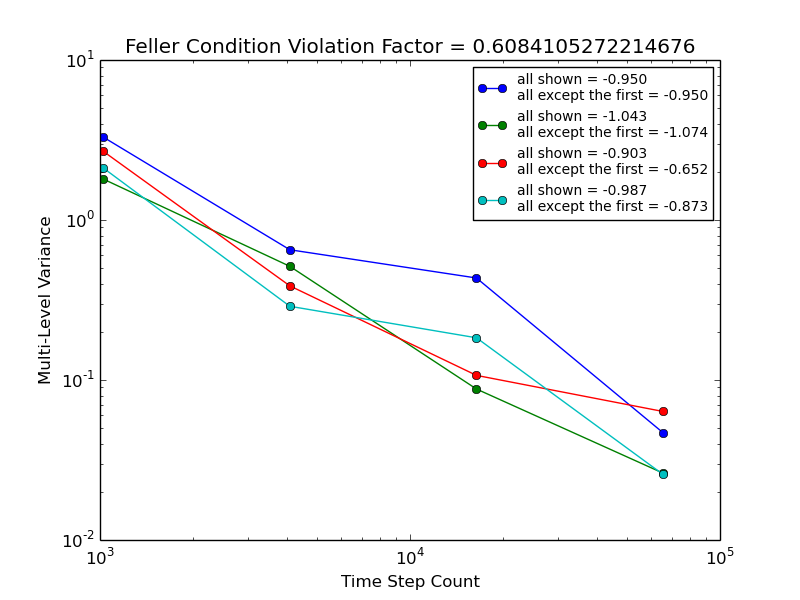 Feller Condition Violation Factor = 0.6084105272214676
all shown = -0.950
all except the first = -0.950
all shown = -1.043
all except the first = -1.074
all shown = -0.903
all except the first = -0.652
all shown = -0.987
all except the first = -0.873
10^1
10^0
10^-1
10^-2
Multi-Level Variance
10^3
10^4
10^5
Time Step Count